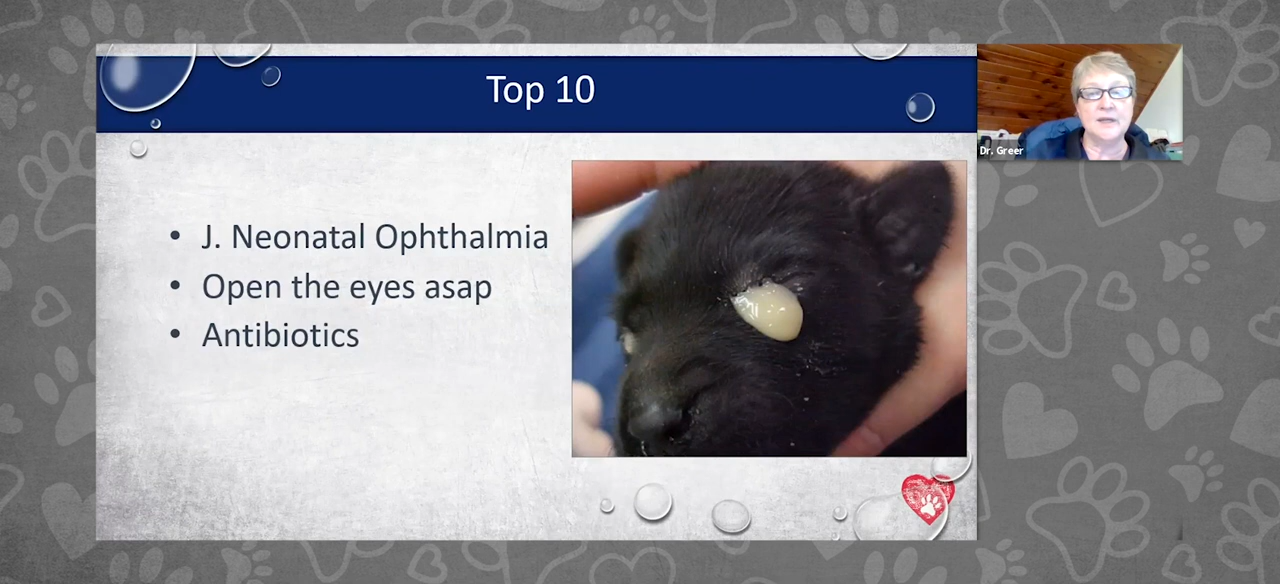 Top 10
Dr. Greer
• J. Neonatal Ophthalmia
• Open the eyes asap
• Antibiotics